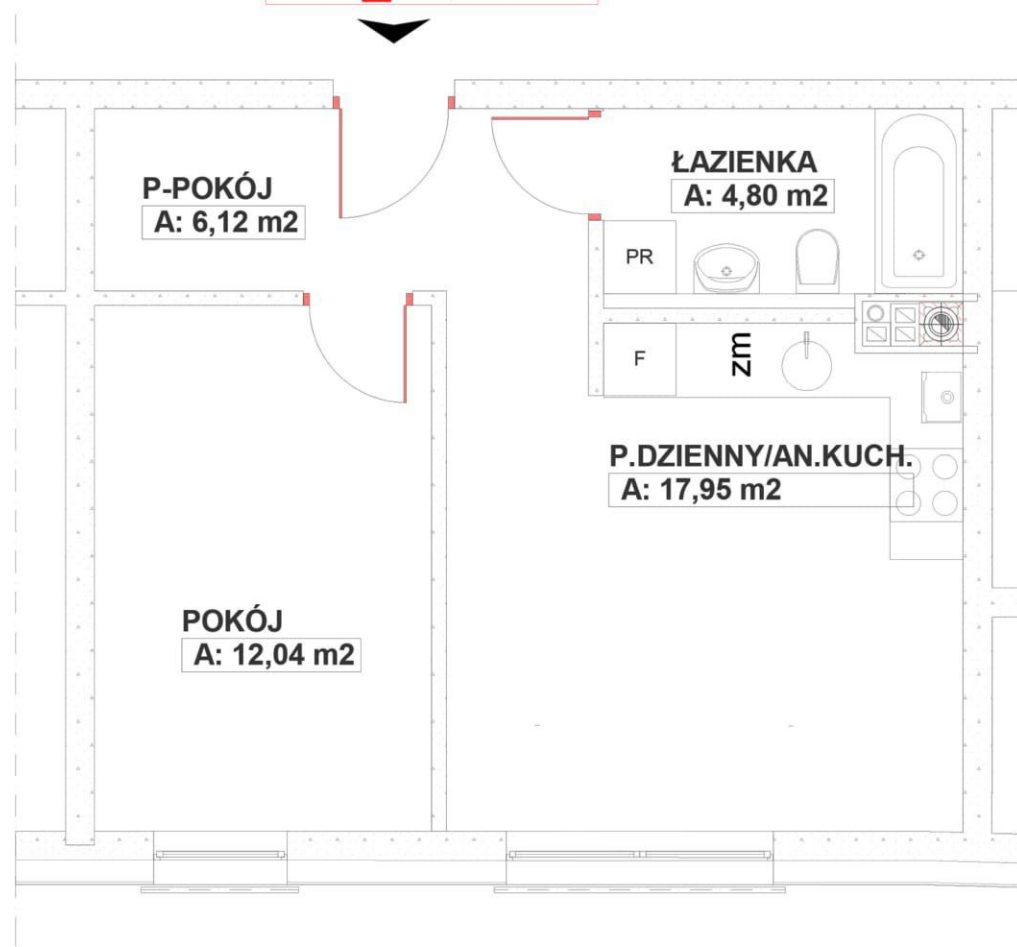 P-POKÓJ
A: 6,12 m2
ŁAZIENKA
A: 4,80 m2
PR
F
zm
P.DZIENNY/AN.KUCH.
A: 17,95 m2
POKÓJ
A: 12,04 m2